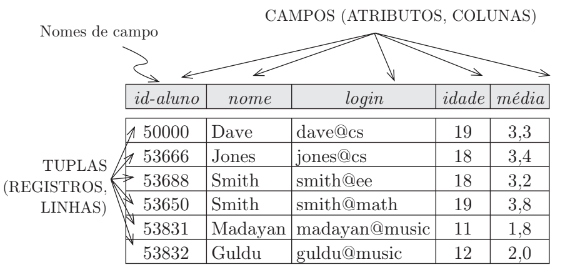 CAMPOS (ATRIBUTOS, COLUNAS)
Nomes de campo
id-aluno nome login idade média
50000 Dave dave@cs 19 3,3
53666 Jones jones@cs 18 3,4
53688 Smith smith@ee 18 3,2
53650 Smith smith@math 19 3,8
53831 Madayan madayan@music 11 1,8
53832 Guldu guldu@music 12 2,0
TUPLAS
(REGISTROS,
LINHAS)